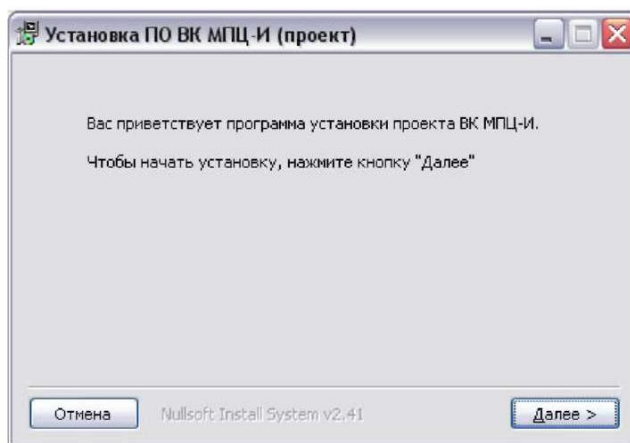 Установка ПО ВК МПЦ-И (проект)
Вас приветствует программа установки проекта ВК МПЦ-И.
Чтобы начать установку, нажмите кнопку "Далее"
Отмена
Nullsoft Install System v2.41
Далее >